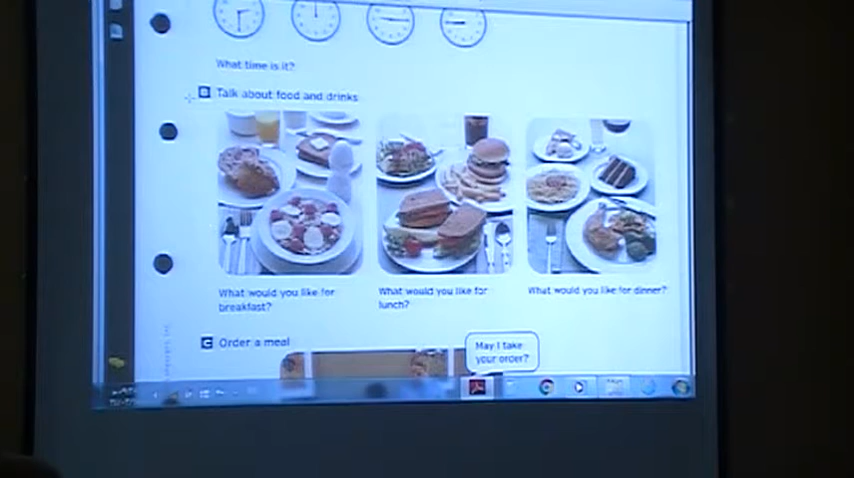 What time is it?
B Talk about food and drinks
What would you like for
breakfast?
What would you like for
lunch?
What would you like for dinner?
C Order a meal
May I take
your order?